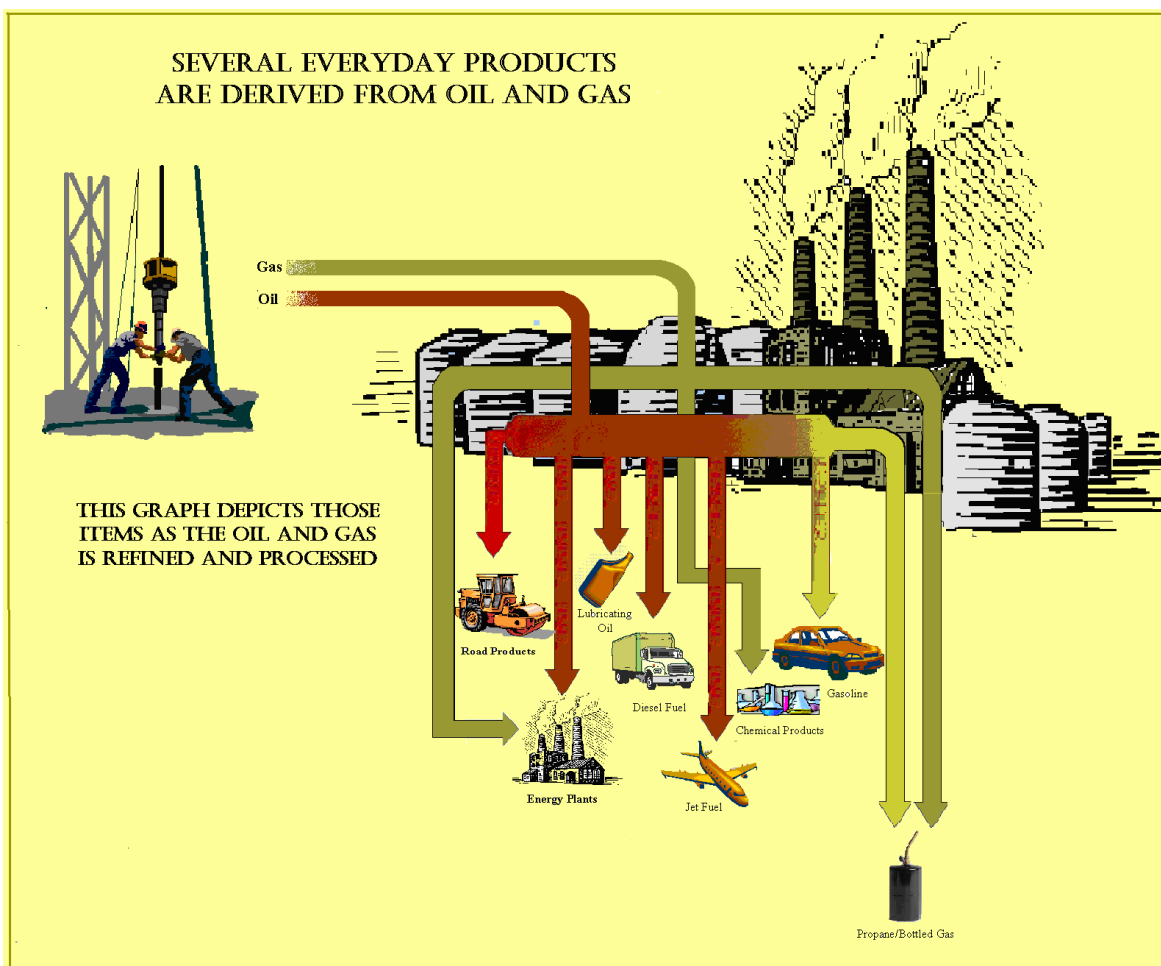 SEVERAL EVERYDAY PRODUCTS
ARE DERIVED FROM OIL AND GAS
Gas
Oil
THIS GRAPH DEPICTS THOSE
ITEMS AS THE OIL AND GAS
IS REFINED AND PROCESSED
Lubricating
Oil
Road Products
Diesel Fuel
Gasoline
Chemical Products
Energy Plants
Jet Fuel
Propane/Bottled Gas